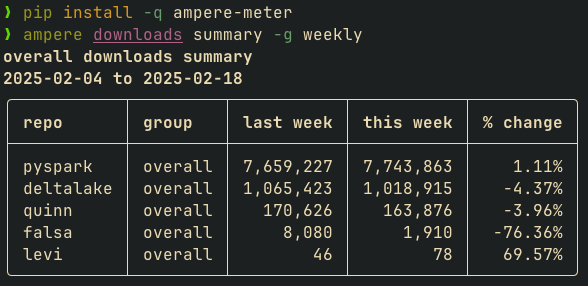 ❯ pip install -q ampere-meter
❯ ampere downloads summary -g weekly
overall downloads summary
2025-02-04 to 2025-02-18
repo group last week this week % change
pyspark overall 7,659,227 7,743,863 1.11%
deltalake overall 1,065,423 1,018,915 -4.37%
quinn overall 170,626 163,876 -3.96%
falsa overall 8,080 1,910 -76.36%
levi overall 46 78 69.57%